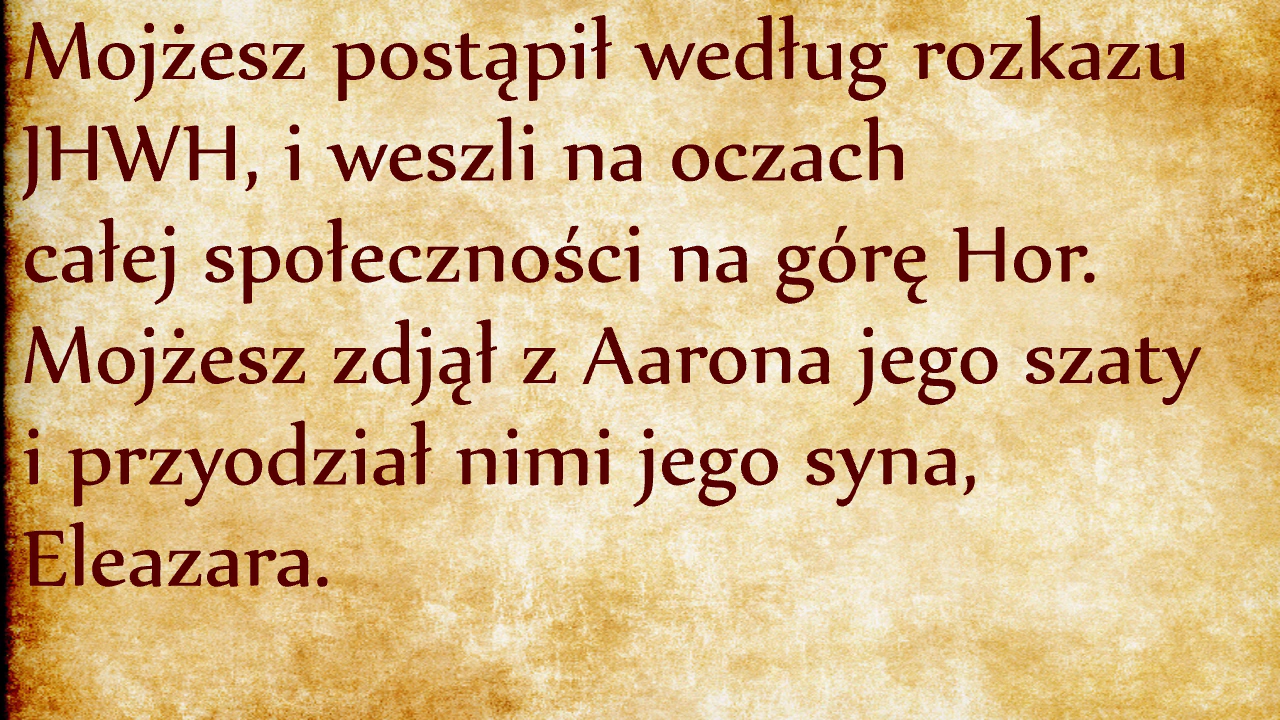 Mojżesz postąpił według rozkazu
JHWH, i weszli na oczach
całej społeczności na górę Hor.
Mojżesz zdjął z Aarona jego szaty
i przyodział nimi jego syna,
Eleazara.